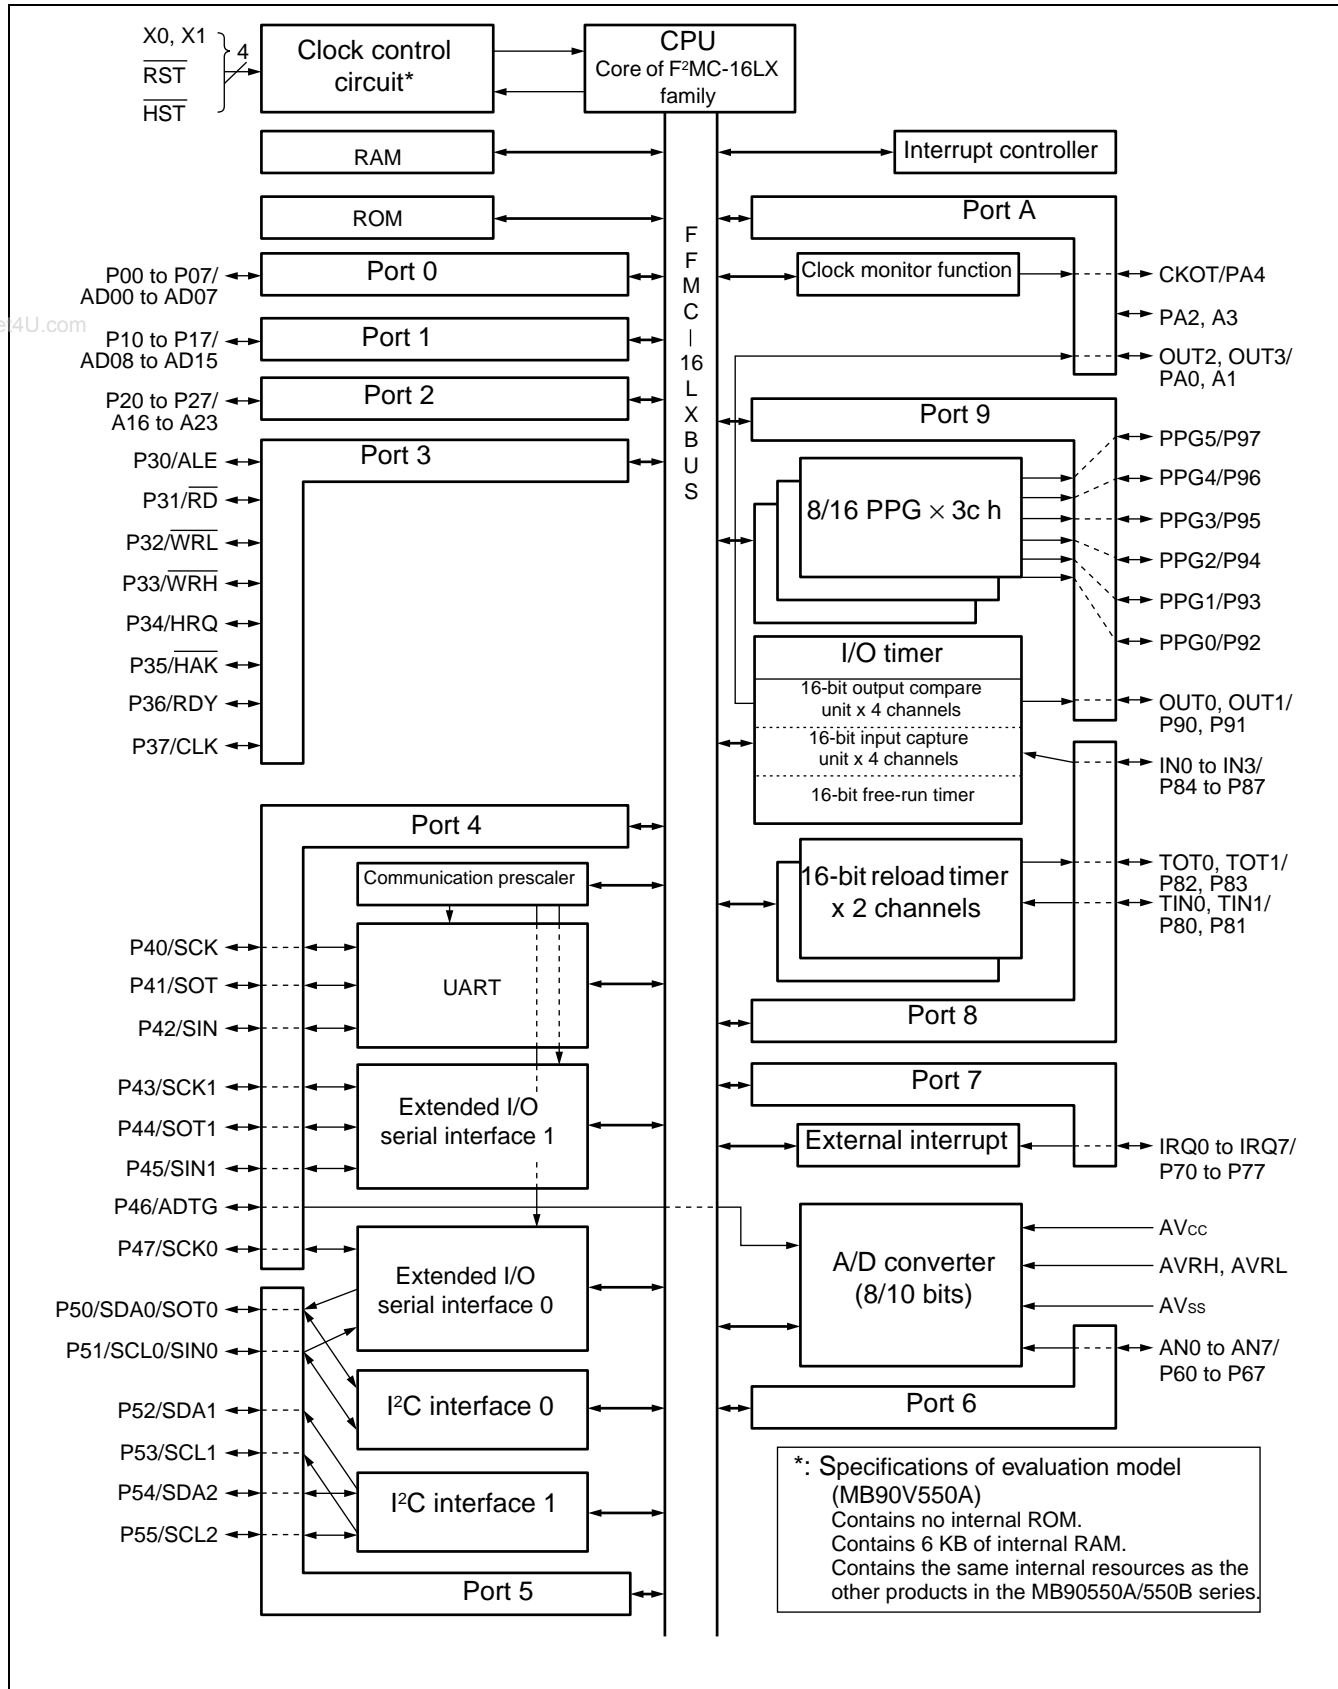 X0, X1
RST
HST
4
Clock control
circuit*
CPU
Core of F²MC-16LX
family
RAM
ROM
Interrupt controller
Port A
Clock monitor function
CKOT/PA4
PA2, A3
OUT2, OUT3/
PA0, A1
P00 to P07/
AD00 to AD07
Port 0
P10 to P17/
AD08 to AD15
Port 1
P20 to P27/
A16 to A23
Port 2
Port 3
P30/ALE
P31/RD
P32/WRL
P33/WRH
P34/HRQ
P35/HAK
P36/RDY
P37/CLK
F
F
M
C
|
16
L
X
B
U
S
Port 9
8/16 PPG × 3c h
PPG5/P97
PPG4/P96
PPG3/P95
PPG2/P94
PPG1/P93
PPG0/P92
I/O timer
16-bit output compare
unit x 4 channels
16-bit input capture
unit x 4 channels
16-bit free-run timer
OUT0, OUT1/
P90, P91
IN0 to IN3/
P84 to P87
16-bit reload timer
x 2 channels
TOT0, TOT1/
P82, P83
TIN0, TIN1/
P80, P81
Port 8
Port 4
Communication prescaler
P40/SCK
P41/SOT
P42/SIN
UART
P43/SCK1
P44/SOT1
P45/SIN1
Extended I/O
serial interface 1
P46/ADTG
P47/SCK0
Extended I/O
serial interface 0
P50/SDA0/SOT0
P51/SCL0/SIN0
P52/SDA1
P53/SCL1
P54/SDA2
P55/SCL2
I²C interface 0
I²C interface 1
Port 5
Port 7
External interrupt
IRQ0 to IRQ7/
P70 to P77
A/D converter
(8/10 bits)
AVCC
AVRH, AVRL
AVSS
AN0 to AN7/
P60 to P67
Port 6
*: Specifications of evaluation model
(MB90V550A)
Contains no internal ROM.
Contains 6 KB of internal RAM.
Contains the same internal resources as the
other products in the MB90550A/550B series.